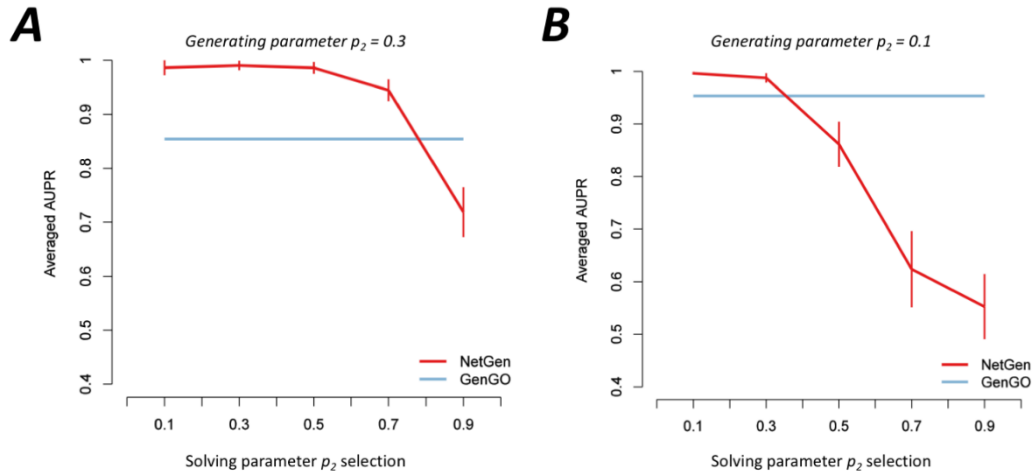 A
Generating parameter p2 = 0.3
Averaged AUPR
1
0.9
0.8
0.7
0.6
0.5
0.4
NetGen
GenGO
0.1 0.3 0.5 0.7 0.9
Solving parameter p2 selection
B
Generating parameter p2 = 0.1
Averaged AUPR
1
0.9
0.8
0.7
0.6
0.5
0.4
NetGen
GenGO
0.1 0.3 0.5 0.7 0.9
Solving parameter p2 selection